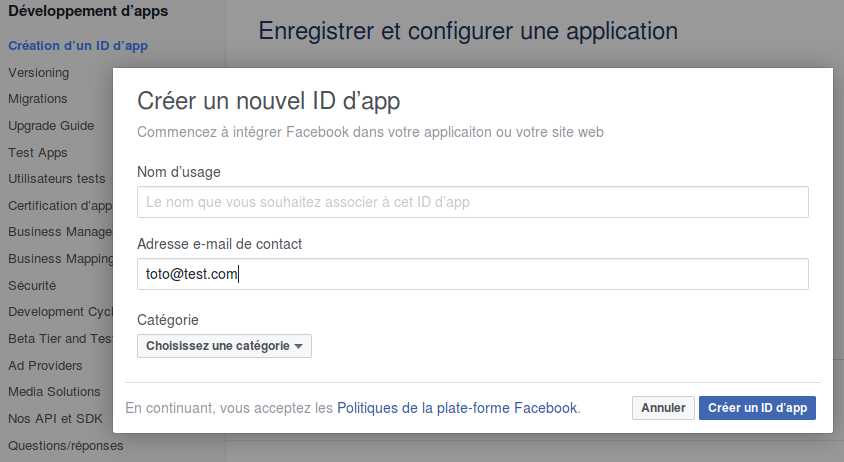 Développement d'apps
Création d'un ID d'app
Versioning
Migrations
Upgrade Guide
Test Apps
Utilisateurs tests
Certification d'app
Business Manage
Business Mapping
Sécurité
Development Cycl
Beta Tier and Tes
Ad Providers
Media Solutions
Nos API et SDK
Questions/réponses
Enregistrer et configurer une application
Créer un nouvel ID d'app
Commencez à intégrer Facebook dans votre applicaiton ou votre site web
Nom d'usage
Le nom que vous souhaitez associer à cet ID d'app
Adresse e-mail de contact
toto@test.com
Catégorie
Choisissez une catégorie
En continuant, vous acceptez les Politiques de la plate-forme Facebook.
Annuler
Créer un ID d'app